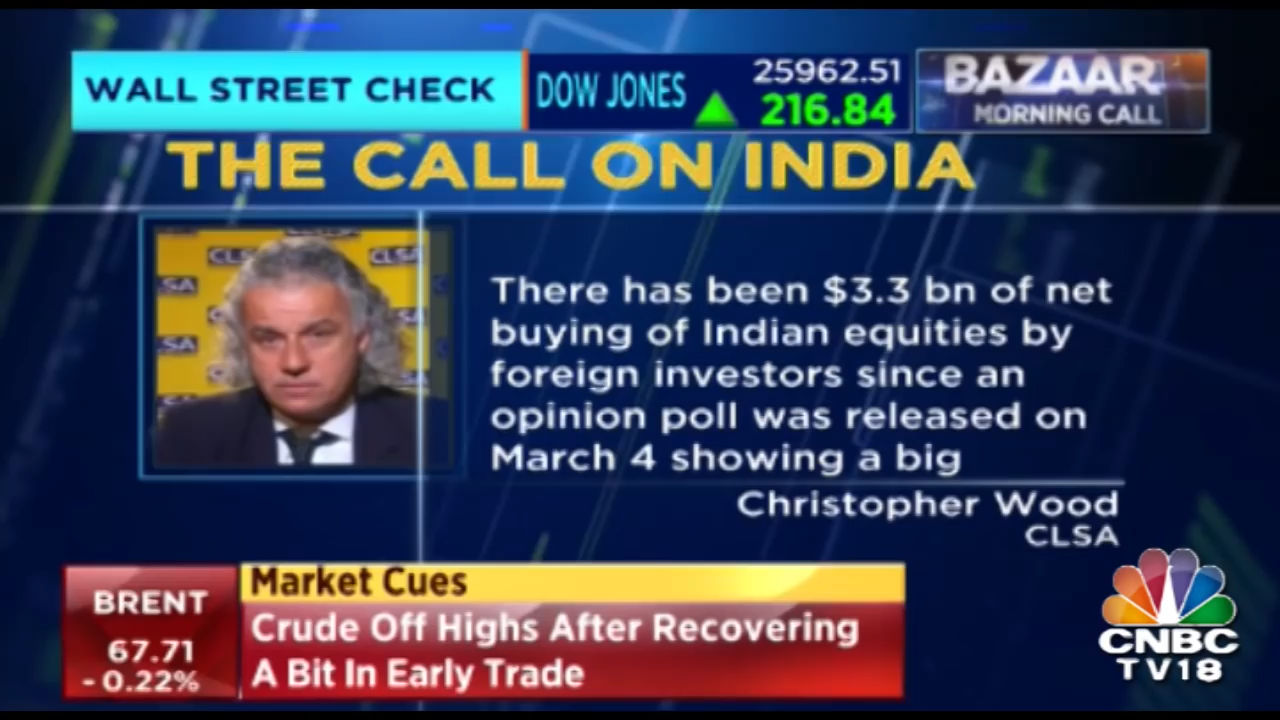 WALL STREET CHECK
DOW JONES
25962.51
216.84
BAZAAR
MORNING CALL
THE CALL ON INDIA
CLSA
CLSA
There has been $3.3 bn of net
buying of Indian equities by
foreign investors since an
opinion poll was released on
March 4 showing a big
Christopher Wood
CLSA
BRENT
67.71
- 0.22%
Market Cues
Crude Off Highs After Recovering
A Bit In Early Trade
CNBC
TV18